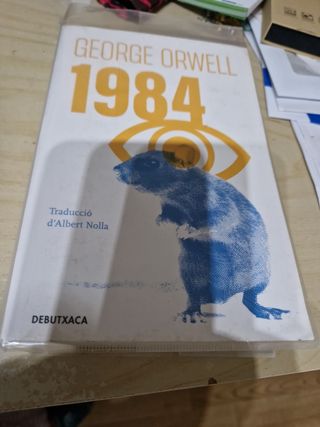 GEORGE ORWELL
1984
Traducció
d'Albert Nolla
DEBUTXACA